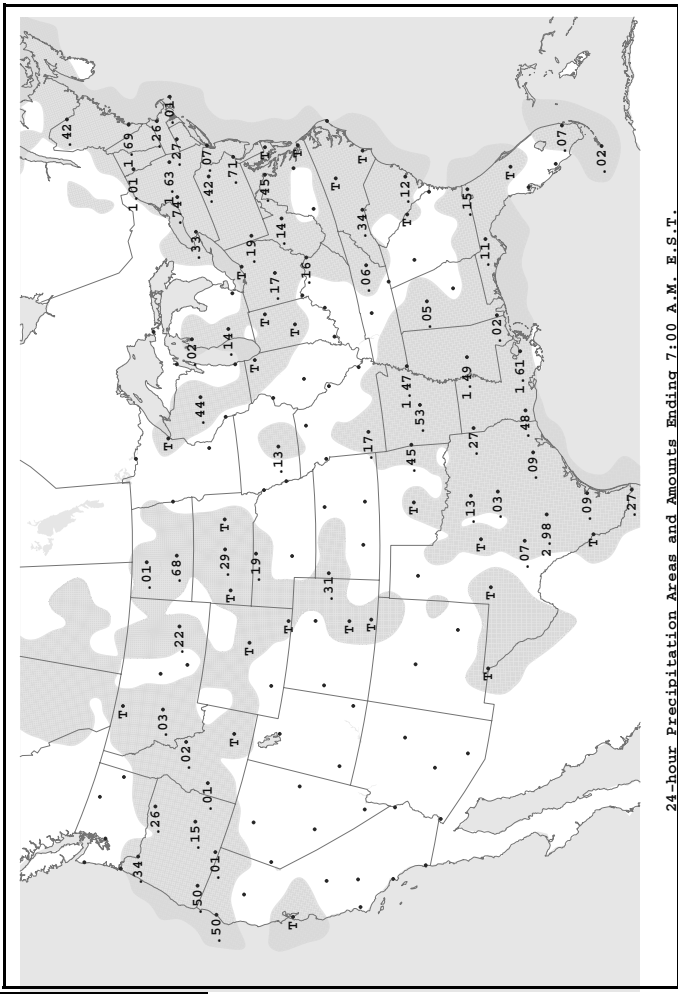 .42
T
1.69
1.01
.34
.01
.26
.26
.03
T
1.63
.01
.68
.27
.74
.22
.02
.02
.15
.33
.50
.44
.07
.42
.01
.01
.50
.29
T
.14
T
.71
T
T
T
.19
.19
T
T
.45
T
.17
.13
.14
T
T
T
T
.16
.31
T
T
T
.34
.06
.17
T
1.47
.12
T
.45
T
.53
.05
1.49
.15
.13
.27
T
.11
T
T
.03
.02
T
1.61
.07
.48
.09
2.98
.07
.09
T
.02
.27
24-hour Precipitation Areas and Amounts Ending 7:00 A.M. E.S.T.